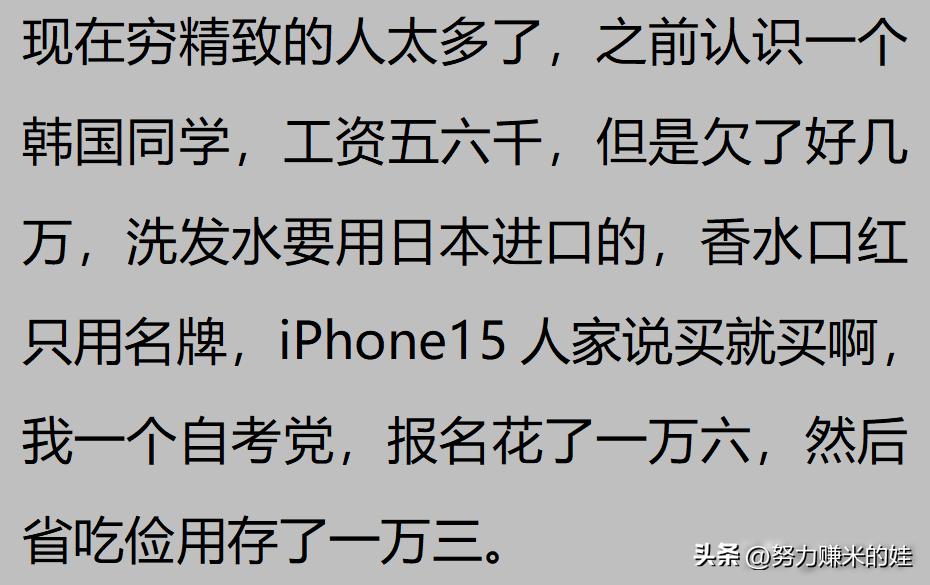 现在穷精致的人太多了，之前认识一个
韩国同学，工资五六千，但是欠了好几
万，洗发水要用日本进口的，香水口红
只用名牌，iPhone15 人家说买就买啊，
我一个自考党，报名花了一万六，然后
省吃俭用存了一万三。
头条 @努力赚米的娃